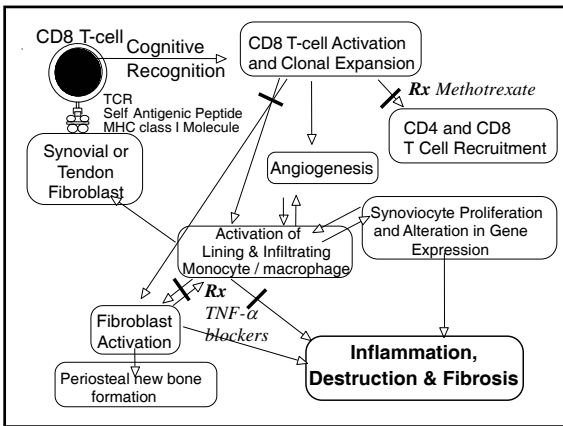 CD8 T-cell
Cognitive
Recognition
TCR
Self Antigenic Peptide
MHC class I Molecule
CD8 T-cell Activation
and Clonal Expansion
Rx Methotrexate
CD4 and CD8
T Cell Recruitment
Synovial or
Tendon
Fibroblast
Angiogenesis
Synoviocyte Proliferation
and Alteration in Gene
Expression
Activation of
Lining & Infiltrating
Monocyte / macrophage
Rx
TNF-α
blockers
Fibroblast
Activation
Periosteal new bone
formation
Inflammation,
Destruction & Fibrosis